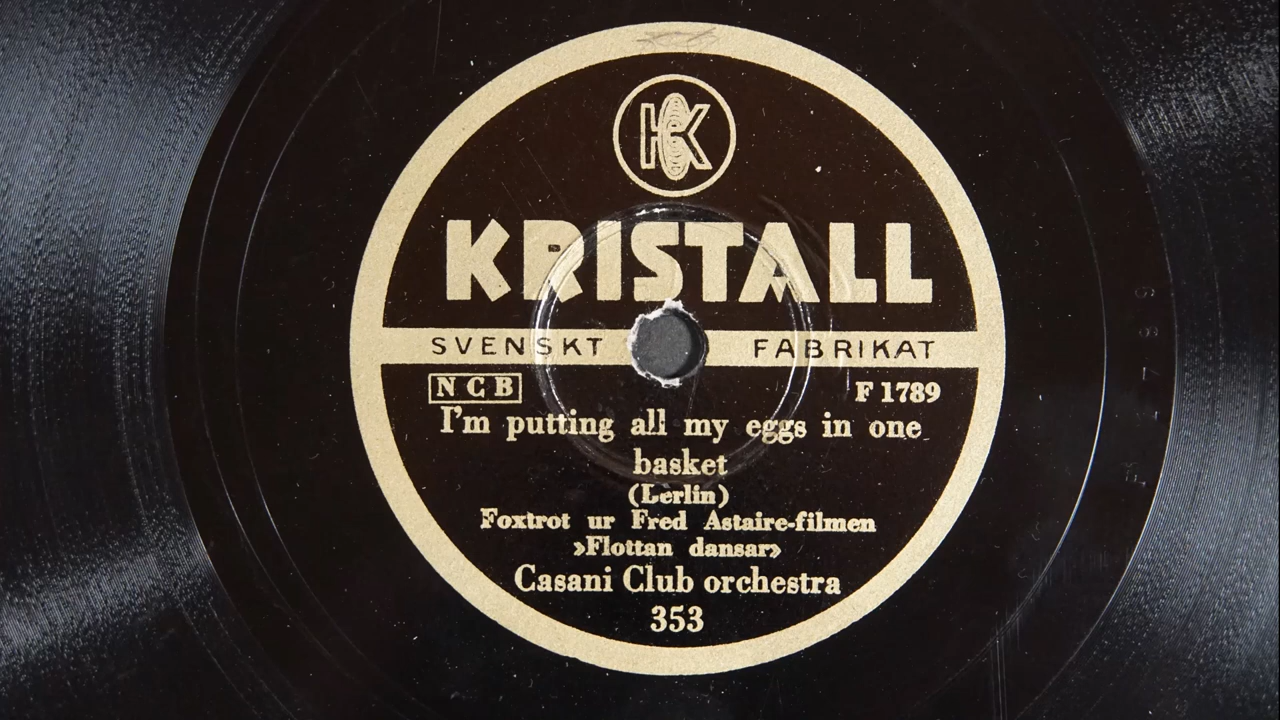 K
KRISTALL
SVENSKT FABRIKAT
NCB F 1789
I'm putting all my eggs in one
basket
(Lerlin)
Foxtrot ur Fred Astaire-filmen
»Flottan dansar»
Casani Club orchestra
353